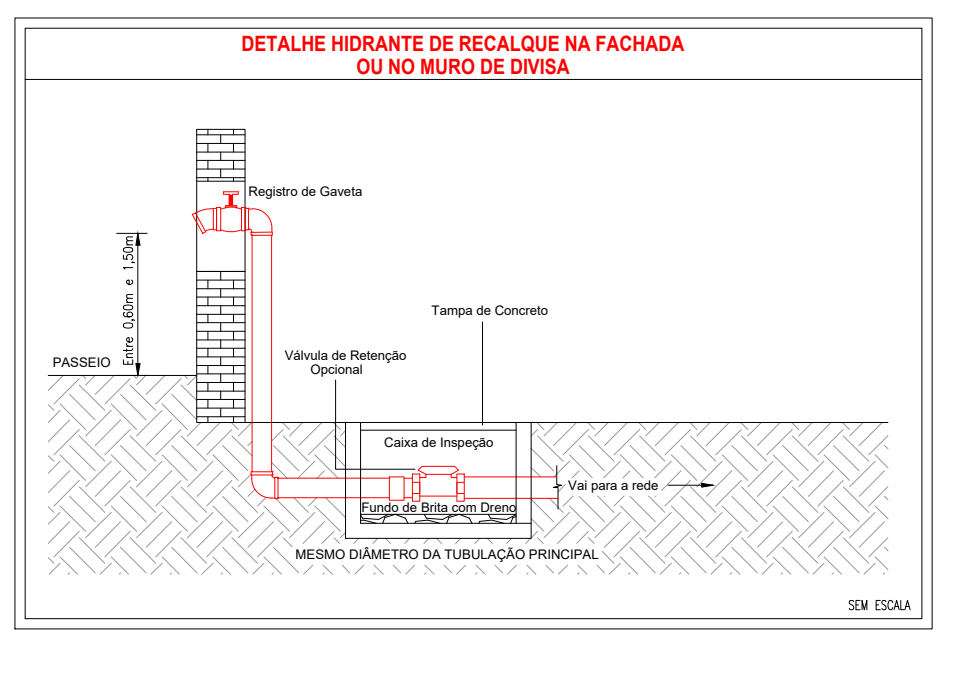 DETALHE HIDRANTE DE RECALQUE NA FACHADA
OU NO MURO DE DIVISA
Registro de Gaveta
Entre 0,60m e 1,50m
Tampa de Concreto
PASSEIO
Válvula de Retenção
Opcional
Caixa de Inspeção
Vai para a rede
Fundo de Brita com Dreno
MESMO DIÂMETRO DA TUBULAÇÃO PRINCIPAL
SEM ESCALA